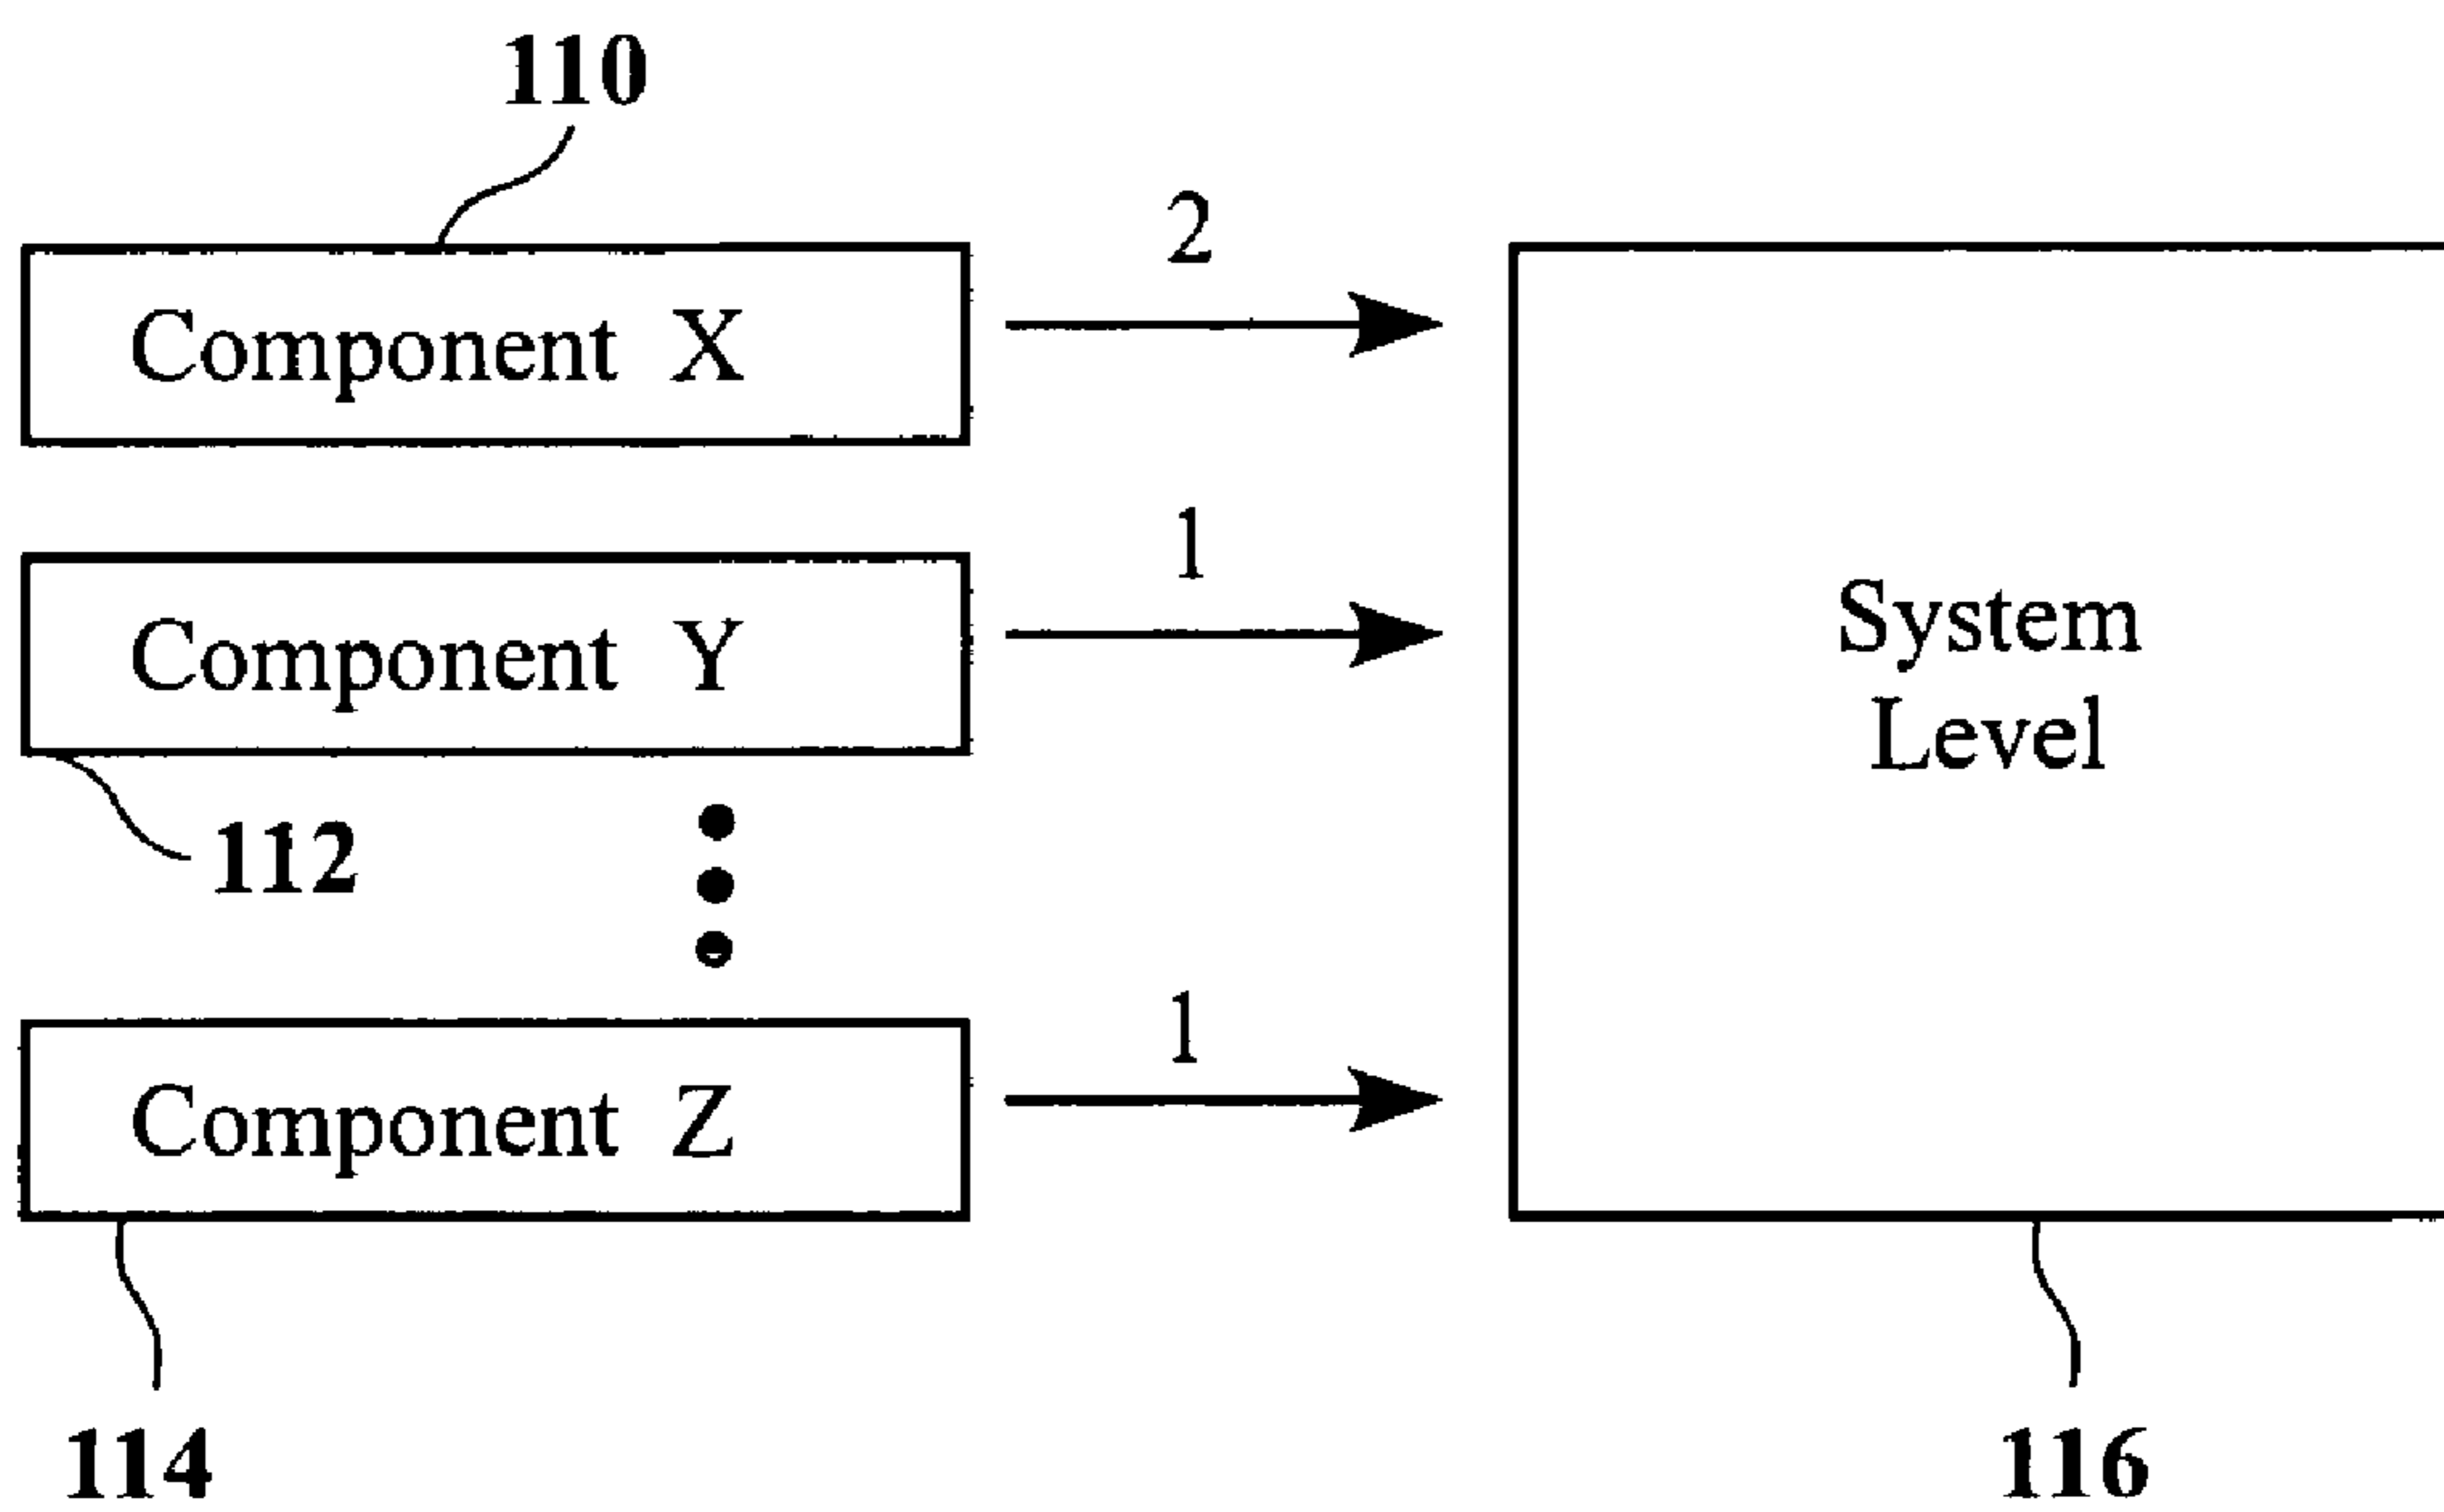 110
2
Component X
1
Component Y
System
Level
112
1
Component Z
114
116